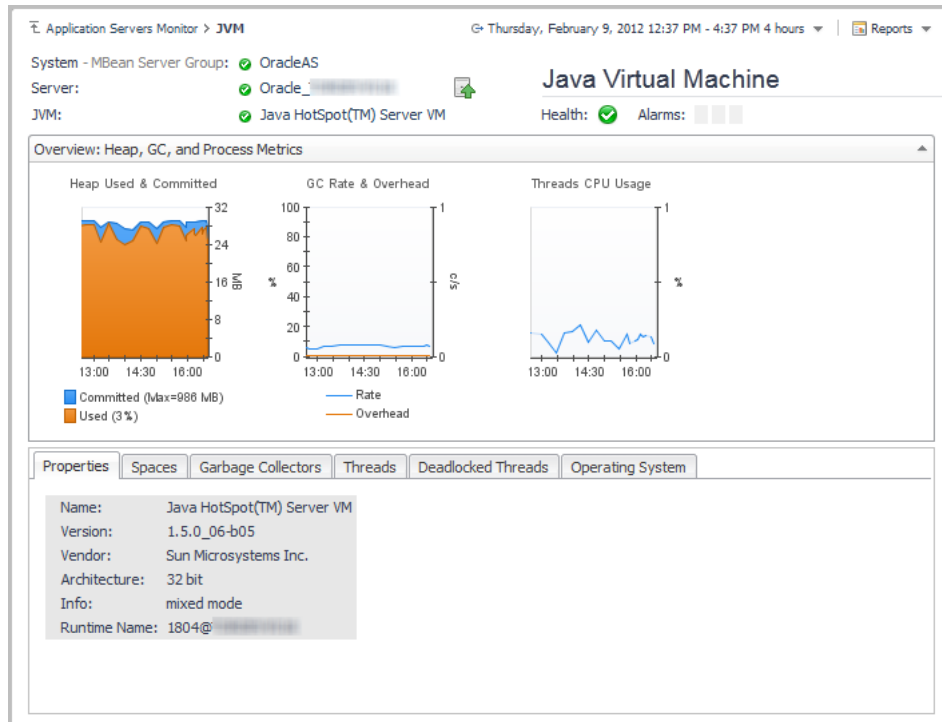 Application Servers Monitor > JVM
Thursday, February 9, 2012 12:37 PM - 4:37 PM 4 hours
Reports
System - MBean Server Group: OracleAS
Server: Oracle_
JVM: Java HotSpot(TM) Server VM
Java Virtual Machine
Health: Alarms:
Overview: Heap, GC, and Process Metrics
Heap Used & Committed
32
24
16
8
0
MB
13:00 14:30 16:00
Committed (Max=986 MB)
Used (3%)
GC Rate & Overhead
100
80
60
40
20
0
%
1
0
c/s
13:00 14:30 16:00
Rate
Overhead
Threads CPU Usage
1
0
%
13:00 14:30 16:00
Properties Spaces Garbage Collectors Threads Deadlocked Threads Operating System
Name: Java HotSpot(TM) Server VM
Version: 1.5.0_06-b05
Vendor: Sun Microsystems Inc.
Architecture: 32 bit
Info: mixed mode
Runtime Name: 1804@